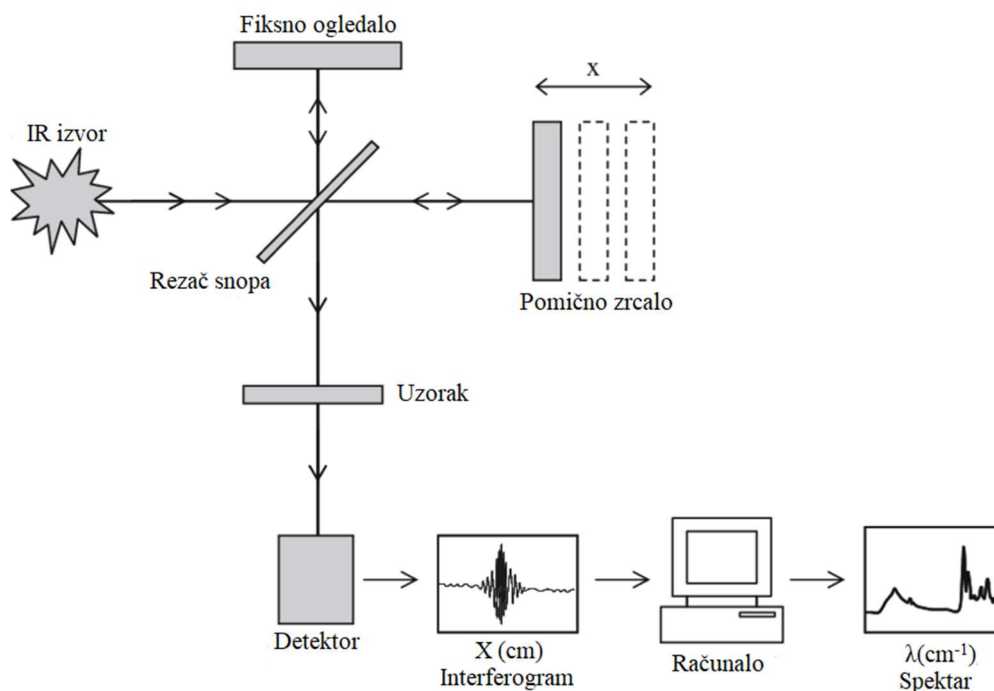 Fiksno ogledalo
x
IR izvor
Rezač snopa
Pomično zrcalo
Uzorak
Detektor
X (cm)
Interferogram
Računalo
λ(cm⁻¹)
Spektar